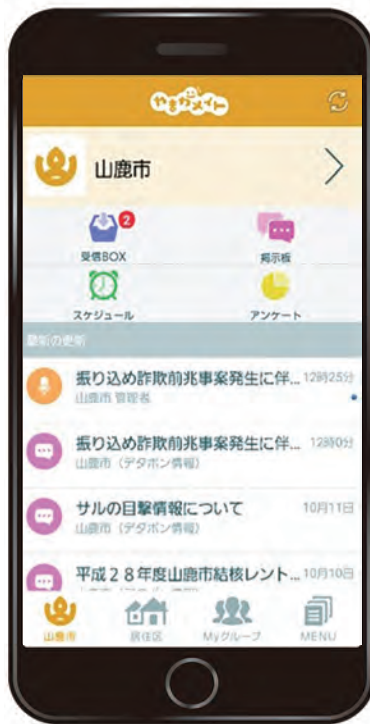 やまがメイト
山鹿市
2
受信BOX
掲示板
スケジュール
アンケート
最新の更新
振り込め詐欺前兆事案発生に伴... 12時25分
山鹿市 管理者
振り込め詐欺前兆事案発生に伴... 12時0分
山鹿市（デタポン情報）
サルの目撃情報について 10月11日
山鹿市（デタポン情報）
平成２８年度山鹿市結核レント... 10月10日
山鹿市
居住区
Myグループ
MENU